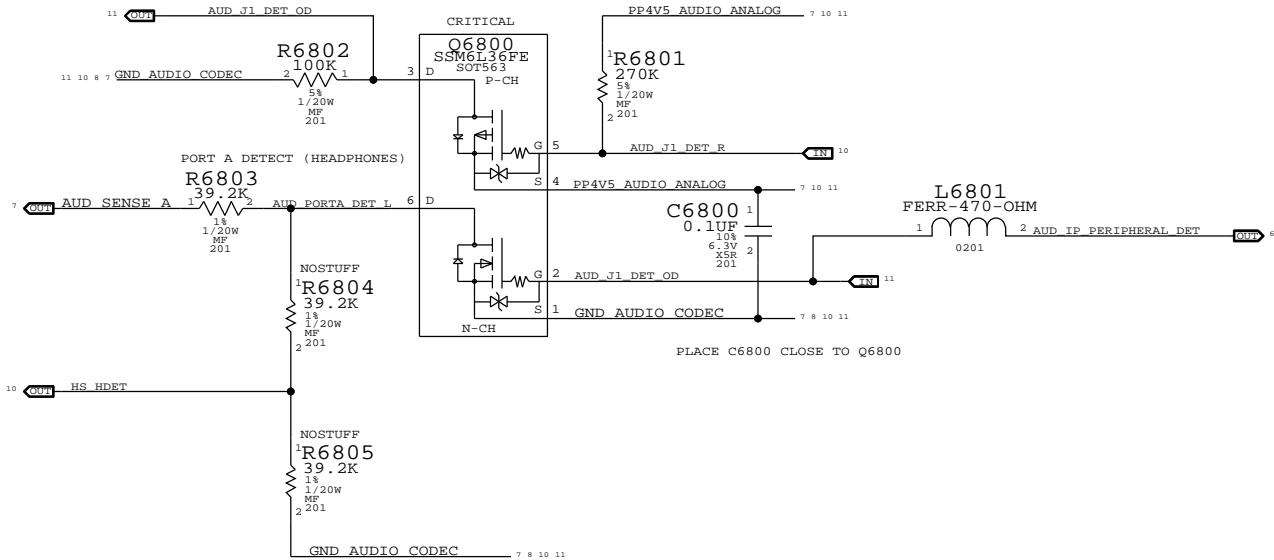 11 OUT AUD_J1_DET_OD
CRITICAL
PP4V5_AUDIO_ANALOG 7 10 11
Q6800
SSM6L36FE
SOT563
P-CH
R6802
100K
2 1
5%
1/20W
MF
201
11 10 8 7 GND_AUDIO_CODEC
3 D
1 R6801
270K
5%
1/20W
MF
2 201
G 5 AUD_J1_DET_R IN 10
S 4 PP4V5_AUDIO_ANALOG 7 10 11
PORT A DETECT (HEADPHONES)
R6803
39.2K
1 2
1%
1/20W
MF
201
7 OUT AUD_SENSE_A
AUD_PORTA_DET_L 6 D
C6800 1
0.1UF
10%
6.3V
X5R 2
201
L6801
FERR-470-OHM
1 2
0201
AUD_IP_PERIPHERAL_DET OUT 6
G 2 AUD_J1_DET_OD IN 11
S 1 GND_AUDIO_CODEC 7 8 10 11
N-CH
PLACE C6800 CLOSE TO Q6800
NOSTUFF
1 R6804
39.2K
1%
1/20W
MF
2 201
10 OUT HS_HDET
NOSTUFF
1 R6805
39.2K
1%
1/20W
MF
2 201
GND_AUDIO_CODEC 7 8 10 11